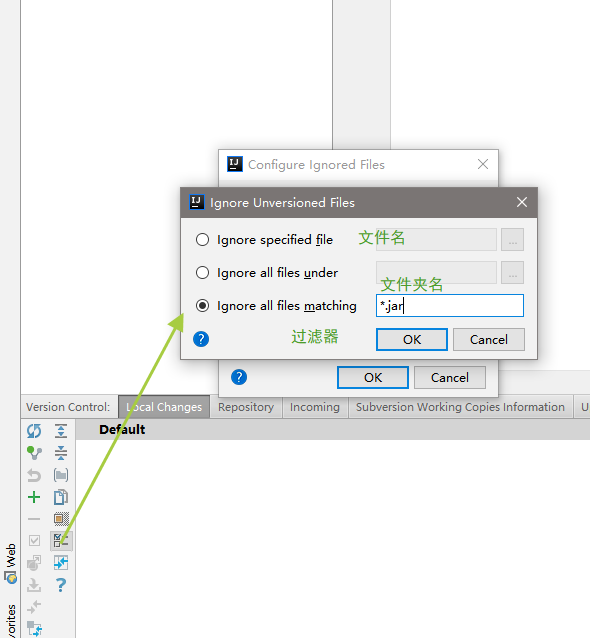 Configure Ignored Files
Ignore Unversioned Files
Ignore specified file 文件名 ...
Ignore all files under 文件夹名 ...
Ignore all files matching *.jar
? 过滤器 OK Cancel
? OK Cancel
Version Control: Local Changes Repository Incoming Subversion Working Copies Information U
Default
Web
vorites